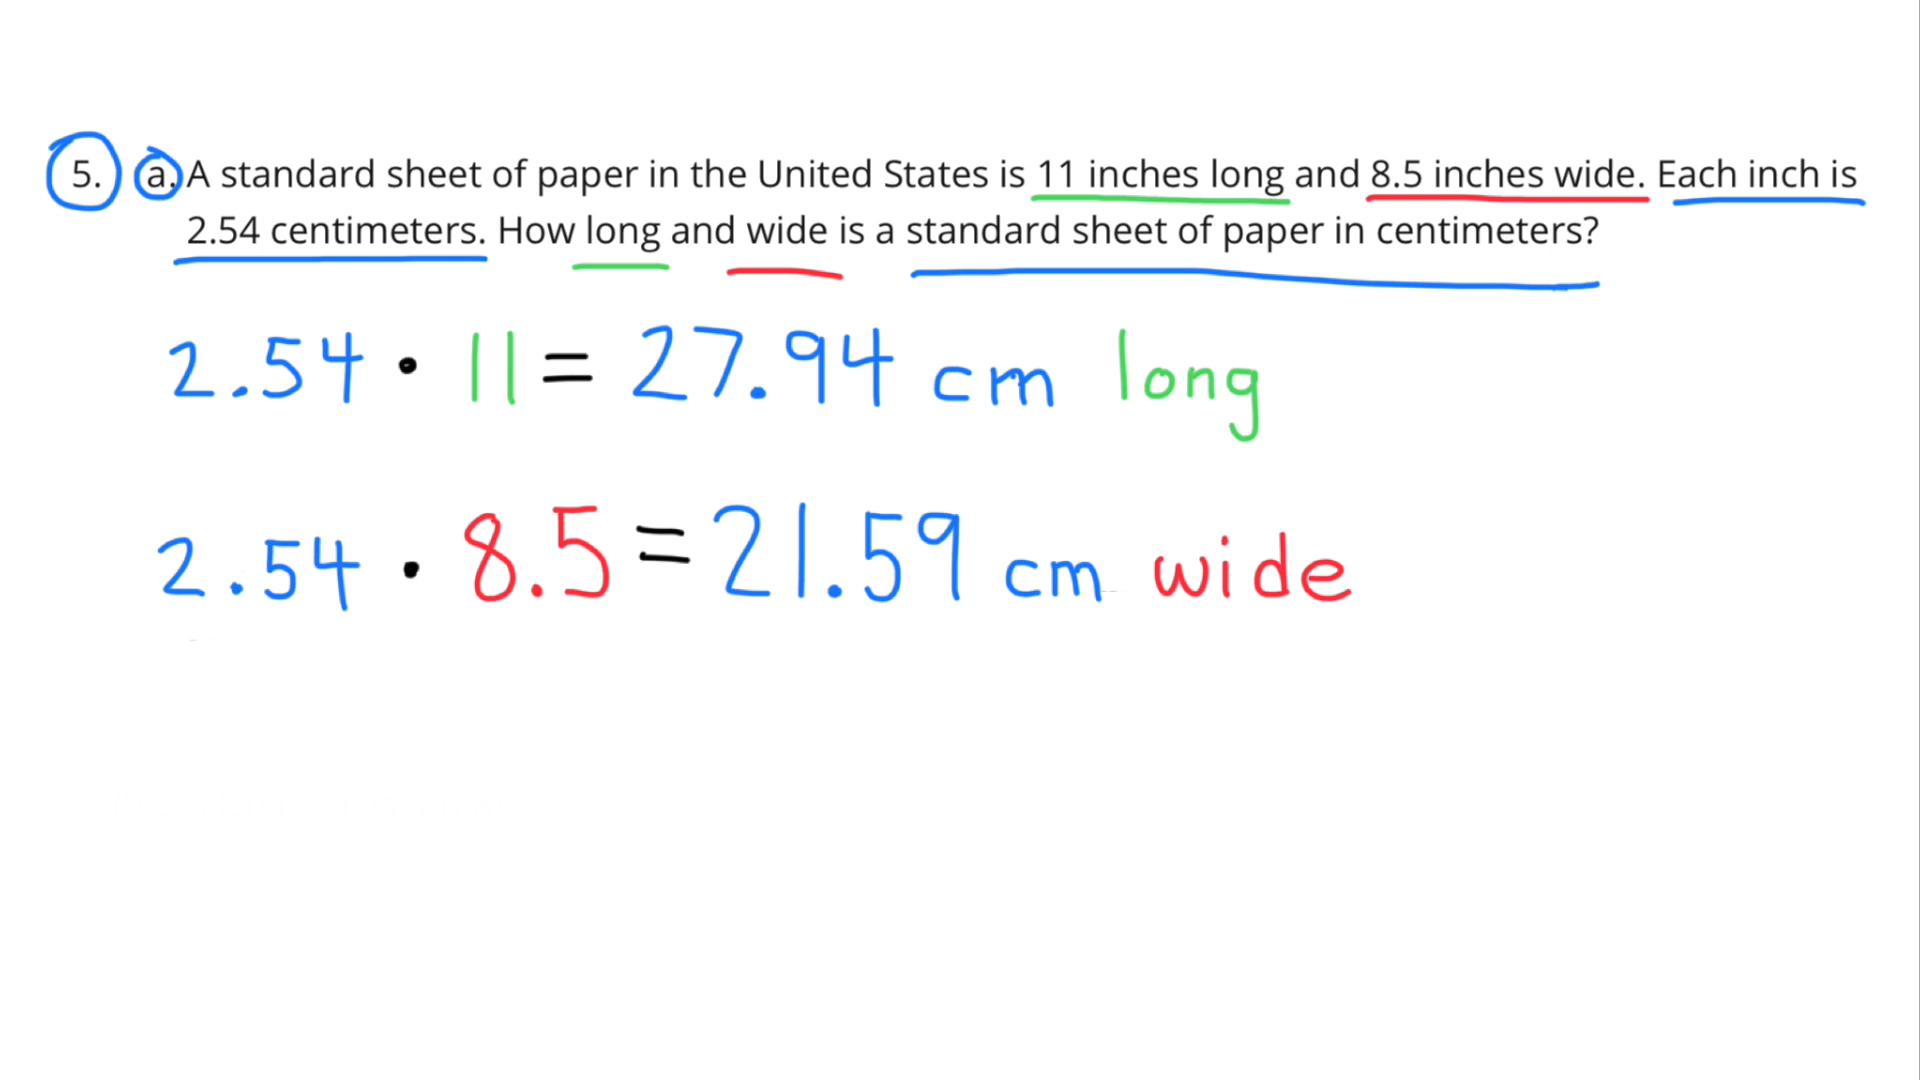 5. a. A standard sheet of paper in the United States is 11 inches long and 8.5 inches wide. Each inch is
2.54 centimeters. How long and wide is a standard sheet of paper in centimeters?
2.54 · 11 = 27.94 cm long
2.54 · 8.5 = 21.59 cm wide